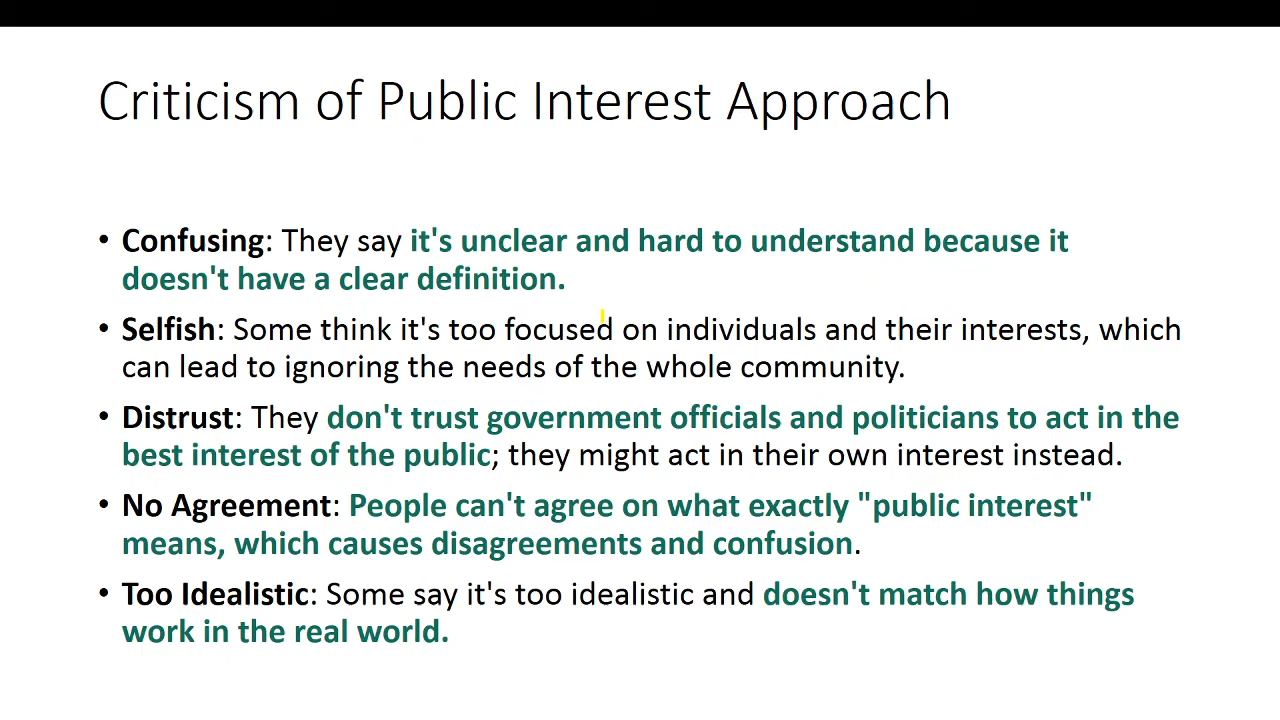 Criticism of Public Interest Approach
• Confusing: They say it's unclear and hard to understand because it
doesn't have a clear definition.
• Selfish: Some think it's too focused on individuals and their interests, which
can lead to ignoring the needs of the whole community.
• Distrust: They don't trust government officials and politicians to act in the
best interest of the public; they might act in their own interest instead.
• No Agreement: People can't agree on what exactly "public interest"
means, which causes disagreements and confusion.
• Too Idealistic: Some say it's too idealistic and doesn't match how things
work in the real world.